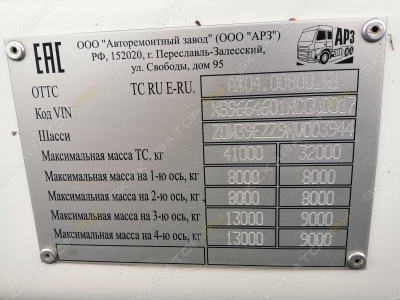 ЕАС
ООО "Авторемонтный завод" (ООО "АРЗ")
РФ, 152020, г. Переславль-Залесский,
ул. Свободы, дом 95
АРЗ
ОТТС ТС RU E-RU.
Код VIN
Шасси
Максимальная масса ТС, кг 41000 32000
Максимальная масса на 1-ю ось, кг 8000 8000
Максимальная масса на 2-ю ось, кг 8000 8000
Максимальная масса на 3-ю ось, кг 13000 9000
Максимальная масса на 4-ю ось, кг 13000 9000